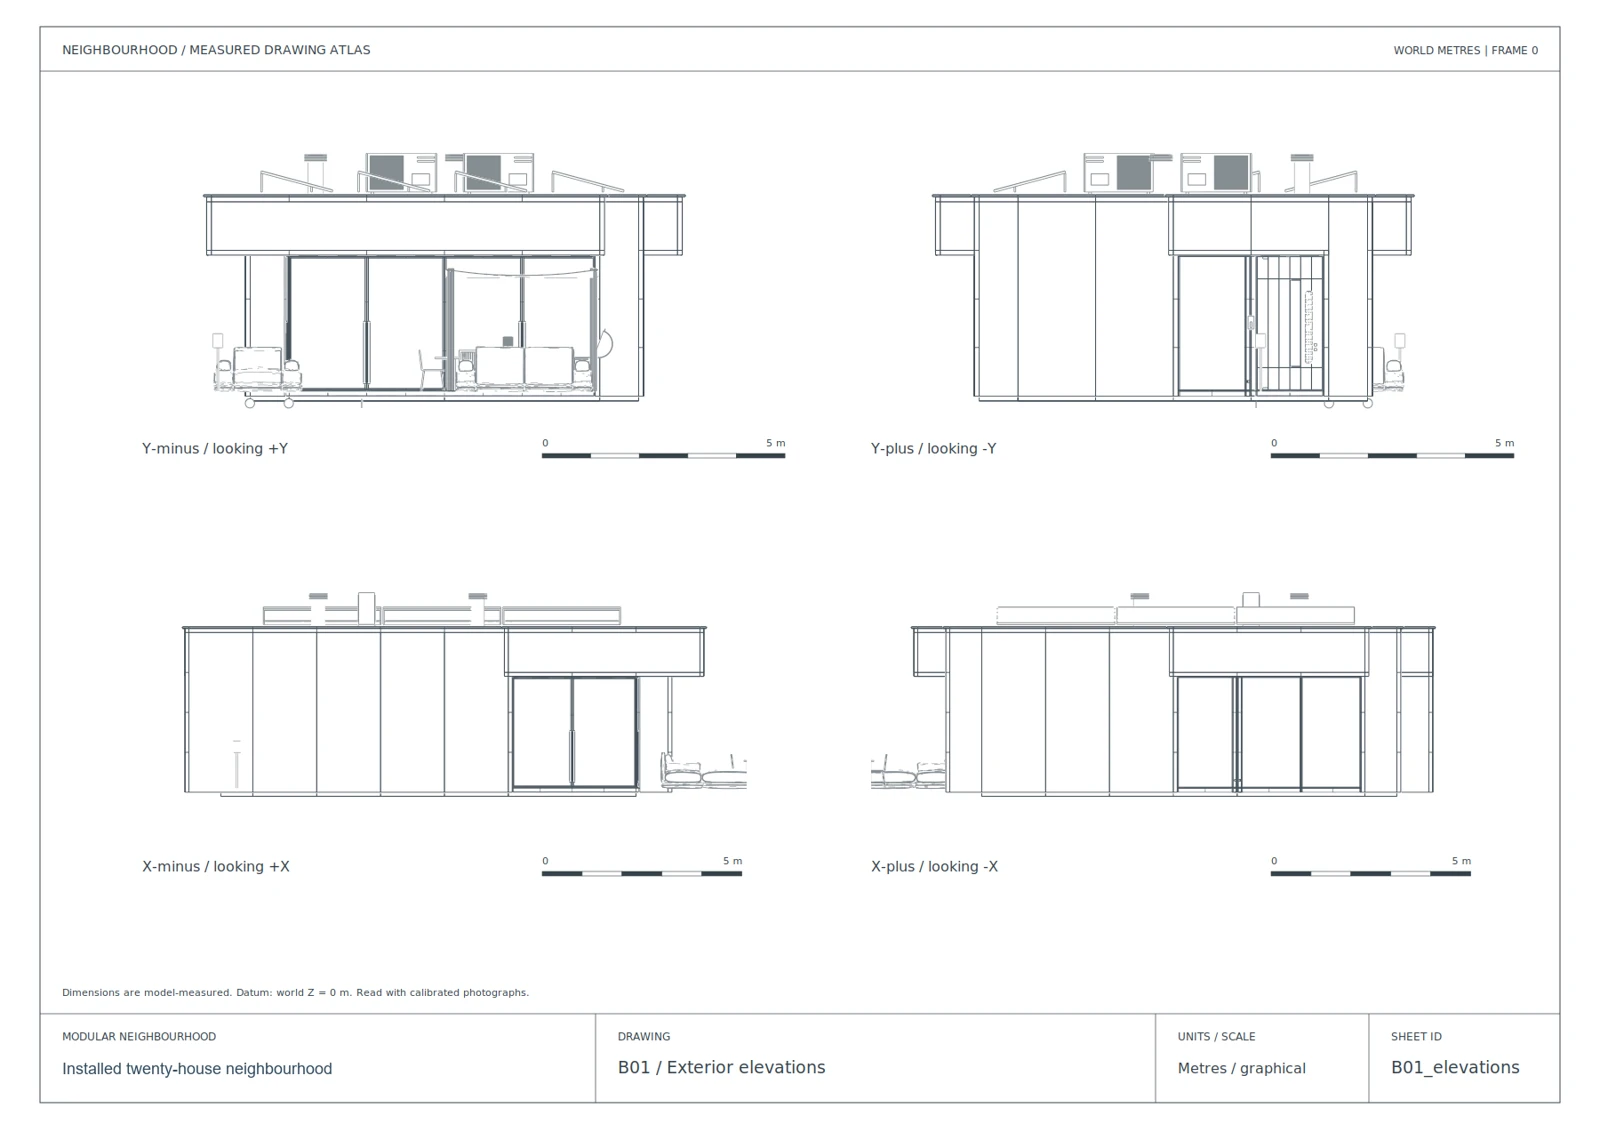 NEIGHBOURHOOD / MEASURED DRAWING ATLAS
WORLD METRES | FRAME 0
Y-minus / looking +Y
0 5 m
Y-plus / looking -Y
0 5 m
X-minus / looking +X
0 5 m
X-plus / looking -X
0 5 m
Dimensions are model-measured. Datum: world Z = 0 m. Read with calibrated photographs.
MODULAR NEIGHBOURHOOD
Installed twenty-house neighbourhood
DRAWING
B01 / Exterior elevations
UNITS / SCALE
Metres / graphical
SHEET ID
B01_elevations